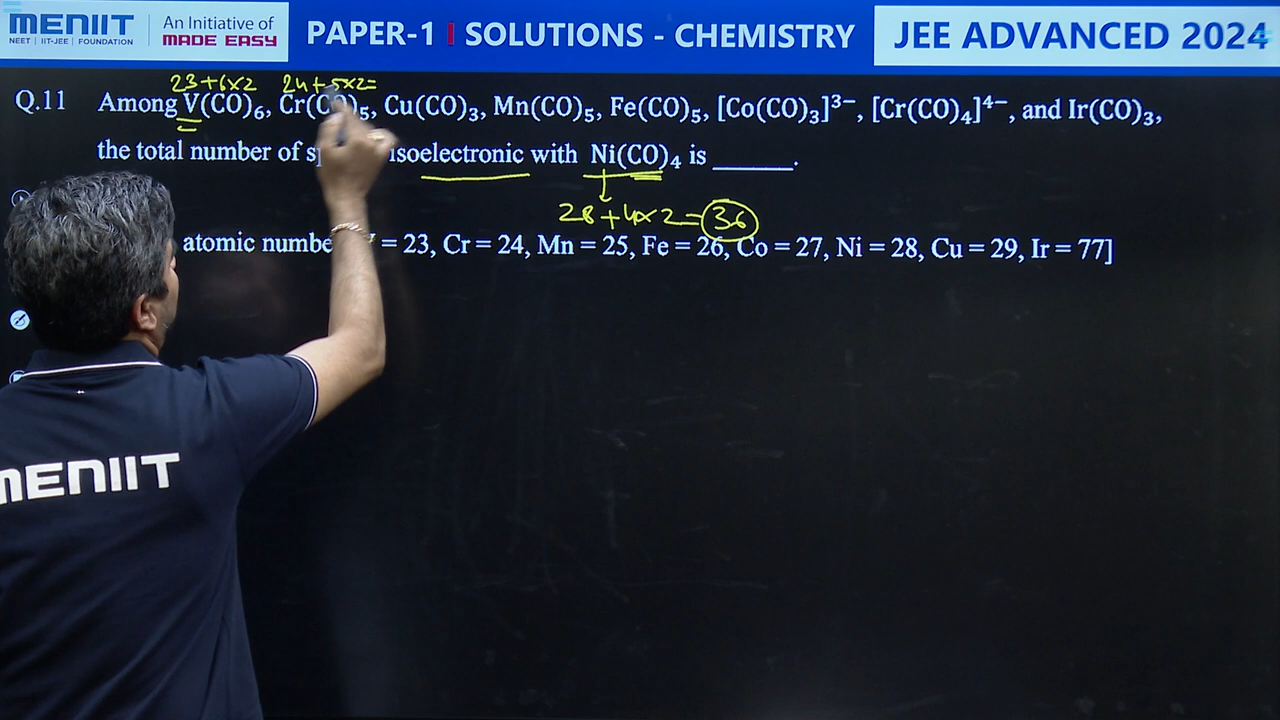 MENIIT
NEET | IIT-JEE | FOUNDATION
An Initiative of
MADE EASY
PAPER-1 | SOLUTIONS - CHEMISTRY
JEE ADVANCED 2024
23+6×2 24+5×2=
Q.11 Among V(CO)₆, Cr(CO)₅, Cu(CO)₃, Mn(CO)₅, Fe(CO)₅, [Co(CO)₃]³⁻, [Cr(CO)₄]⁴⁻, and Ir(CO)₃,
the total number of isoelectronic with Ni(CO)₄ is ______.
28+4×2=36
atomic = 23, Cr = 24, Mn = 25, Fe = 26, Co = 27, Ni = 28, Cu = 29, Ir = 77]
MENIIT